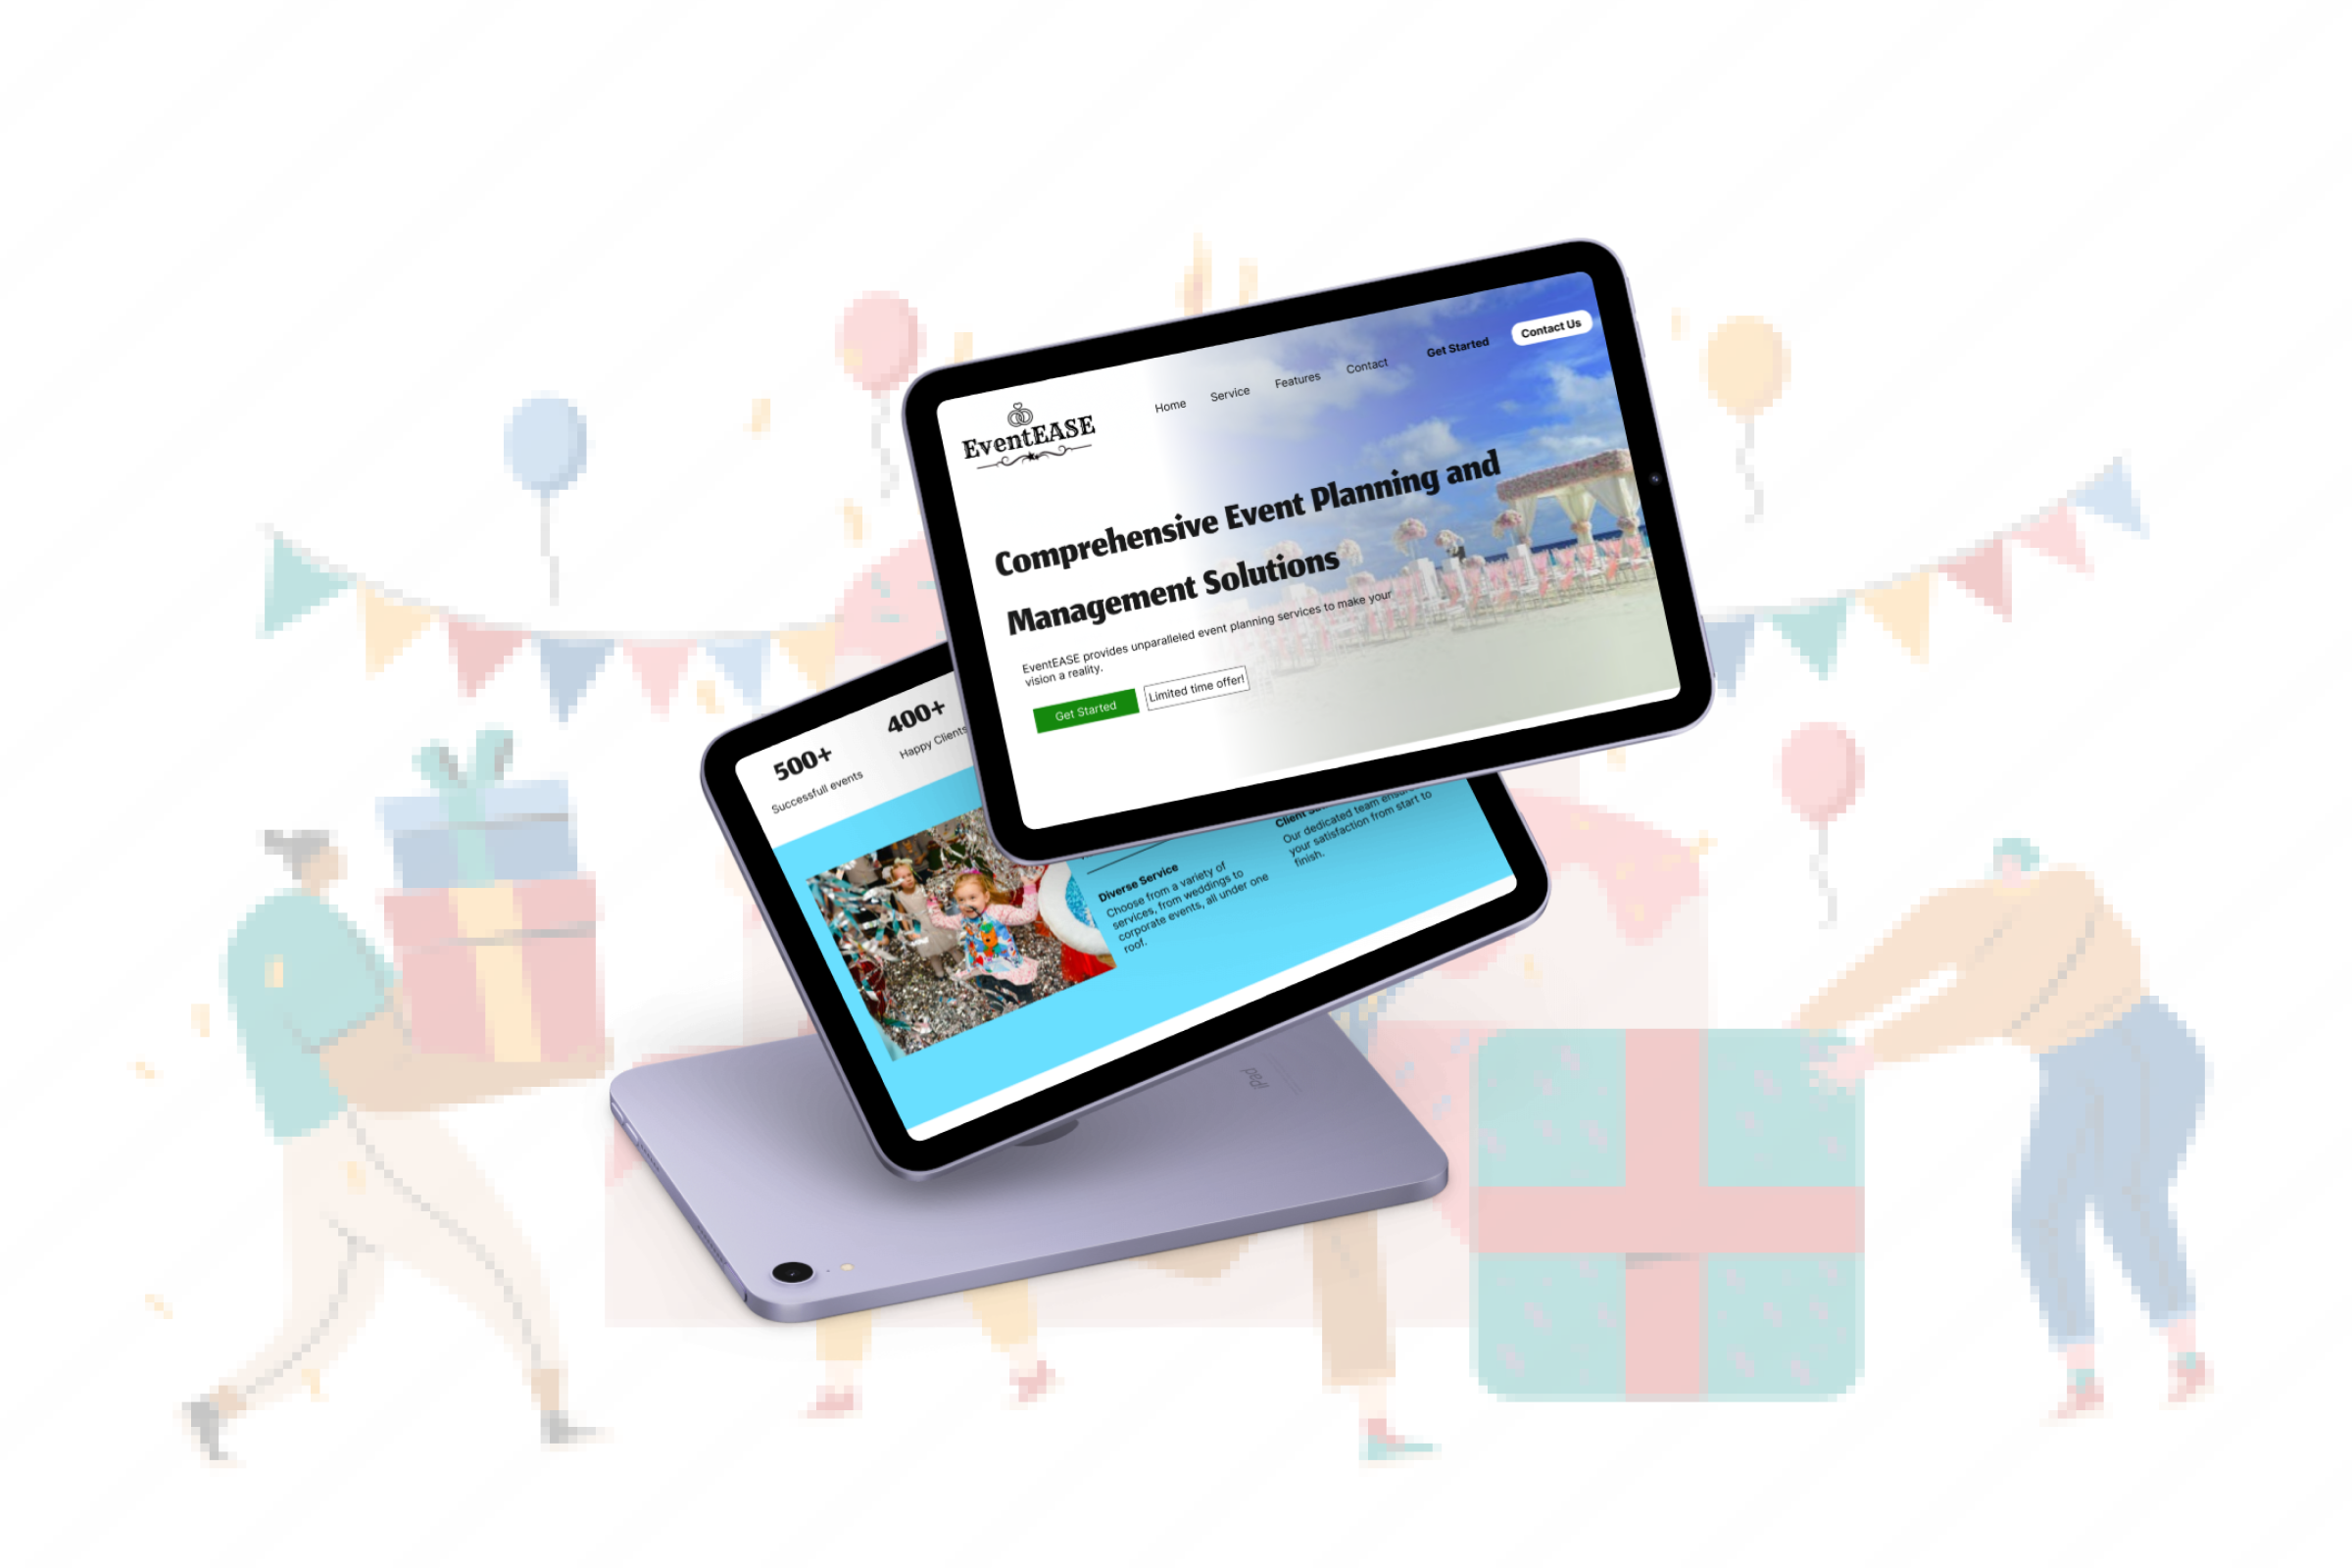 EventEASE
Home Service Features Contact Get Started Contact Us
Comprehensive Event Planning and
Management Solutions
EventEASE provides unparalleled event planning services to make your
vision a reality.
Get Started Limited time offer!
500+ 400+
Successfull events Happy Clients
Diverse Service
Choose from a variety of
services, from weddings to
corporate events, all under one
roof.
Client
Our dedicated team
your satisfaction from start to
finish.
iPad